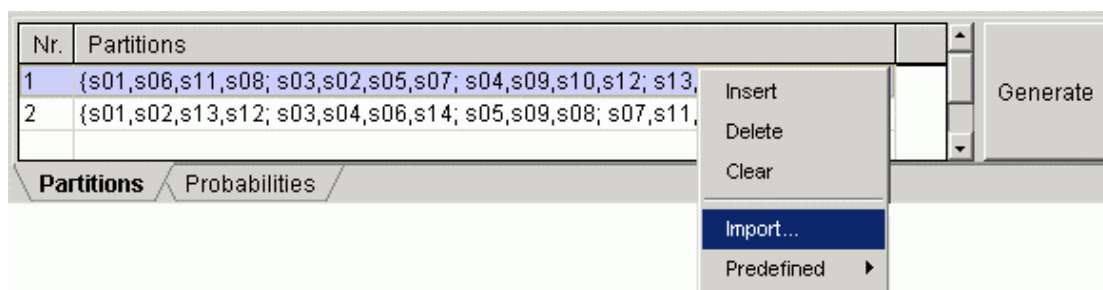 Nr. Partitions
1 {s01,s06,s11,s08; s03,s02,s05,s07; s04,s09,s10,s12; s13,
2 {s01,s02,s13,s12; s03,s04,s06,s14; s05,s09,s08; s07,s11,
Generate
Insert
Delete
Clear
Import...
Predefined
Partitions Probabilities